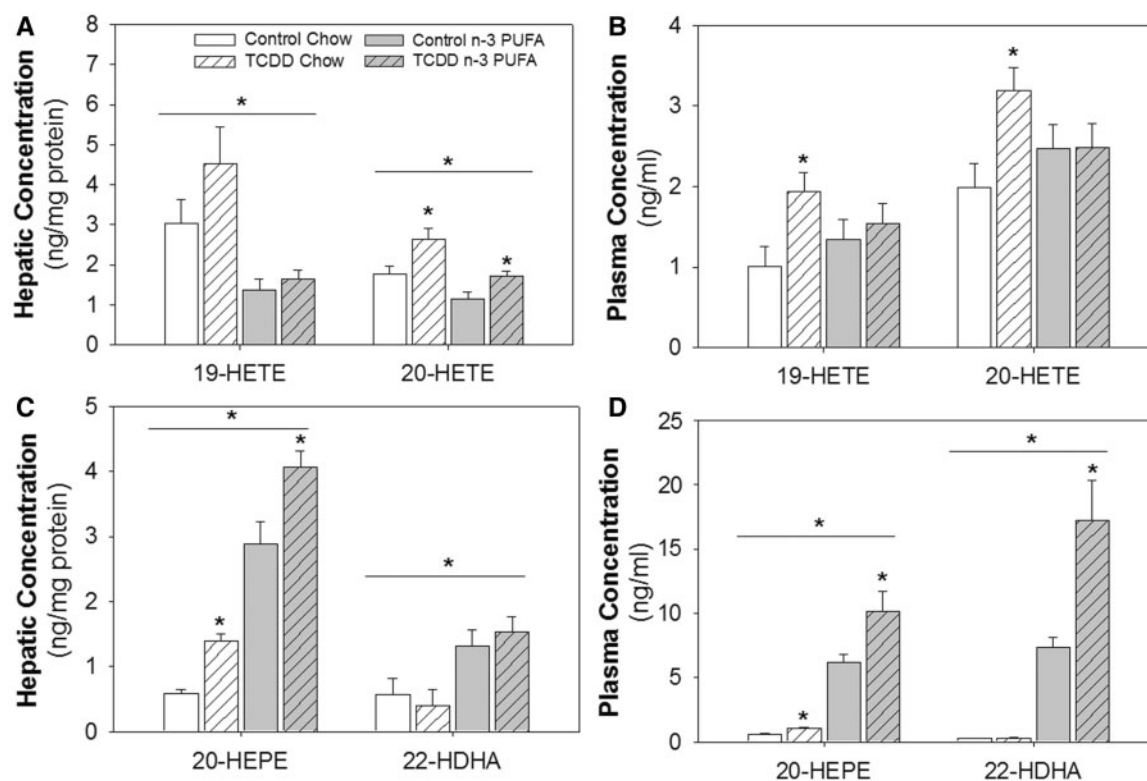 A
8
7
6
5
4
3
2
1
0
Hepatic Concentration
(ng/mg protein)
Control Chow
Control n-3 PUFA
TCDD Chow
TCDD n-3 PUFA
*
*
*
*
19-HETE
20-HETE
B
4
3
2
1
0
Plasma Concentration
(ng/ml)
*
*
19-HETE
20-HETE
C
5
4
3
2
1
0
Hepatic Concentration
(ng/mg protein)
*
*
*
*
20-HEPE
22-HDHA
D
25
20
15
10
5
0
Plasma Concentration
(ng/ml)
*
*
*
*
*
20-HEPE
22-HDHA